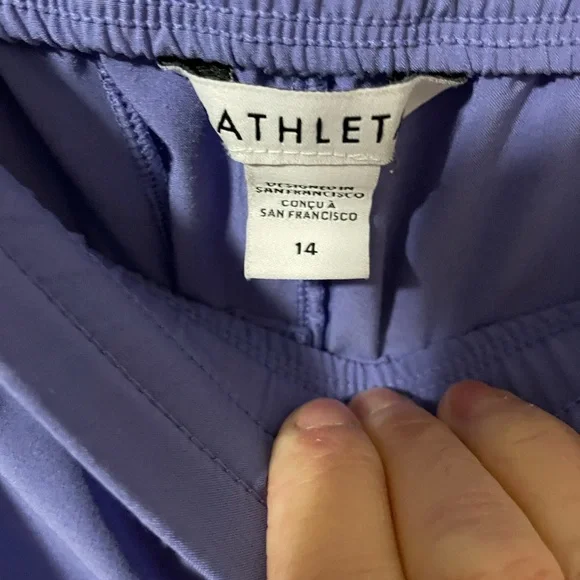 ATHLETA
DESIGNED IN
SAN FRANCISCO
CONÇU À
SAN FRANCISCO
14